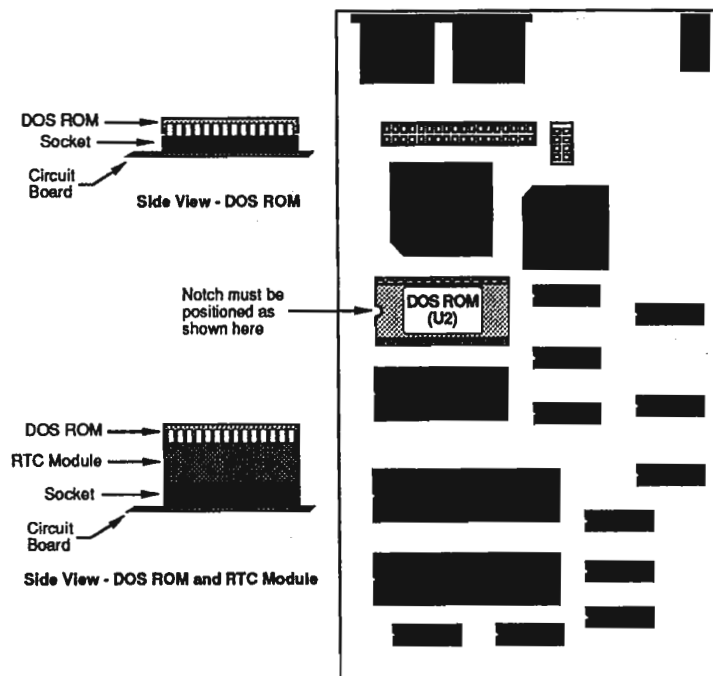 DOS ROM
Socket
Circuit
Board
Side View - DOS ROM
Notch must be
positioned as
shown here
DOS ROM
(U2)
DOS ROM
RTC Module
Socket
Circuit
Board
Side View - DOS ROM and RTC Module